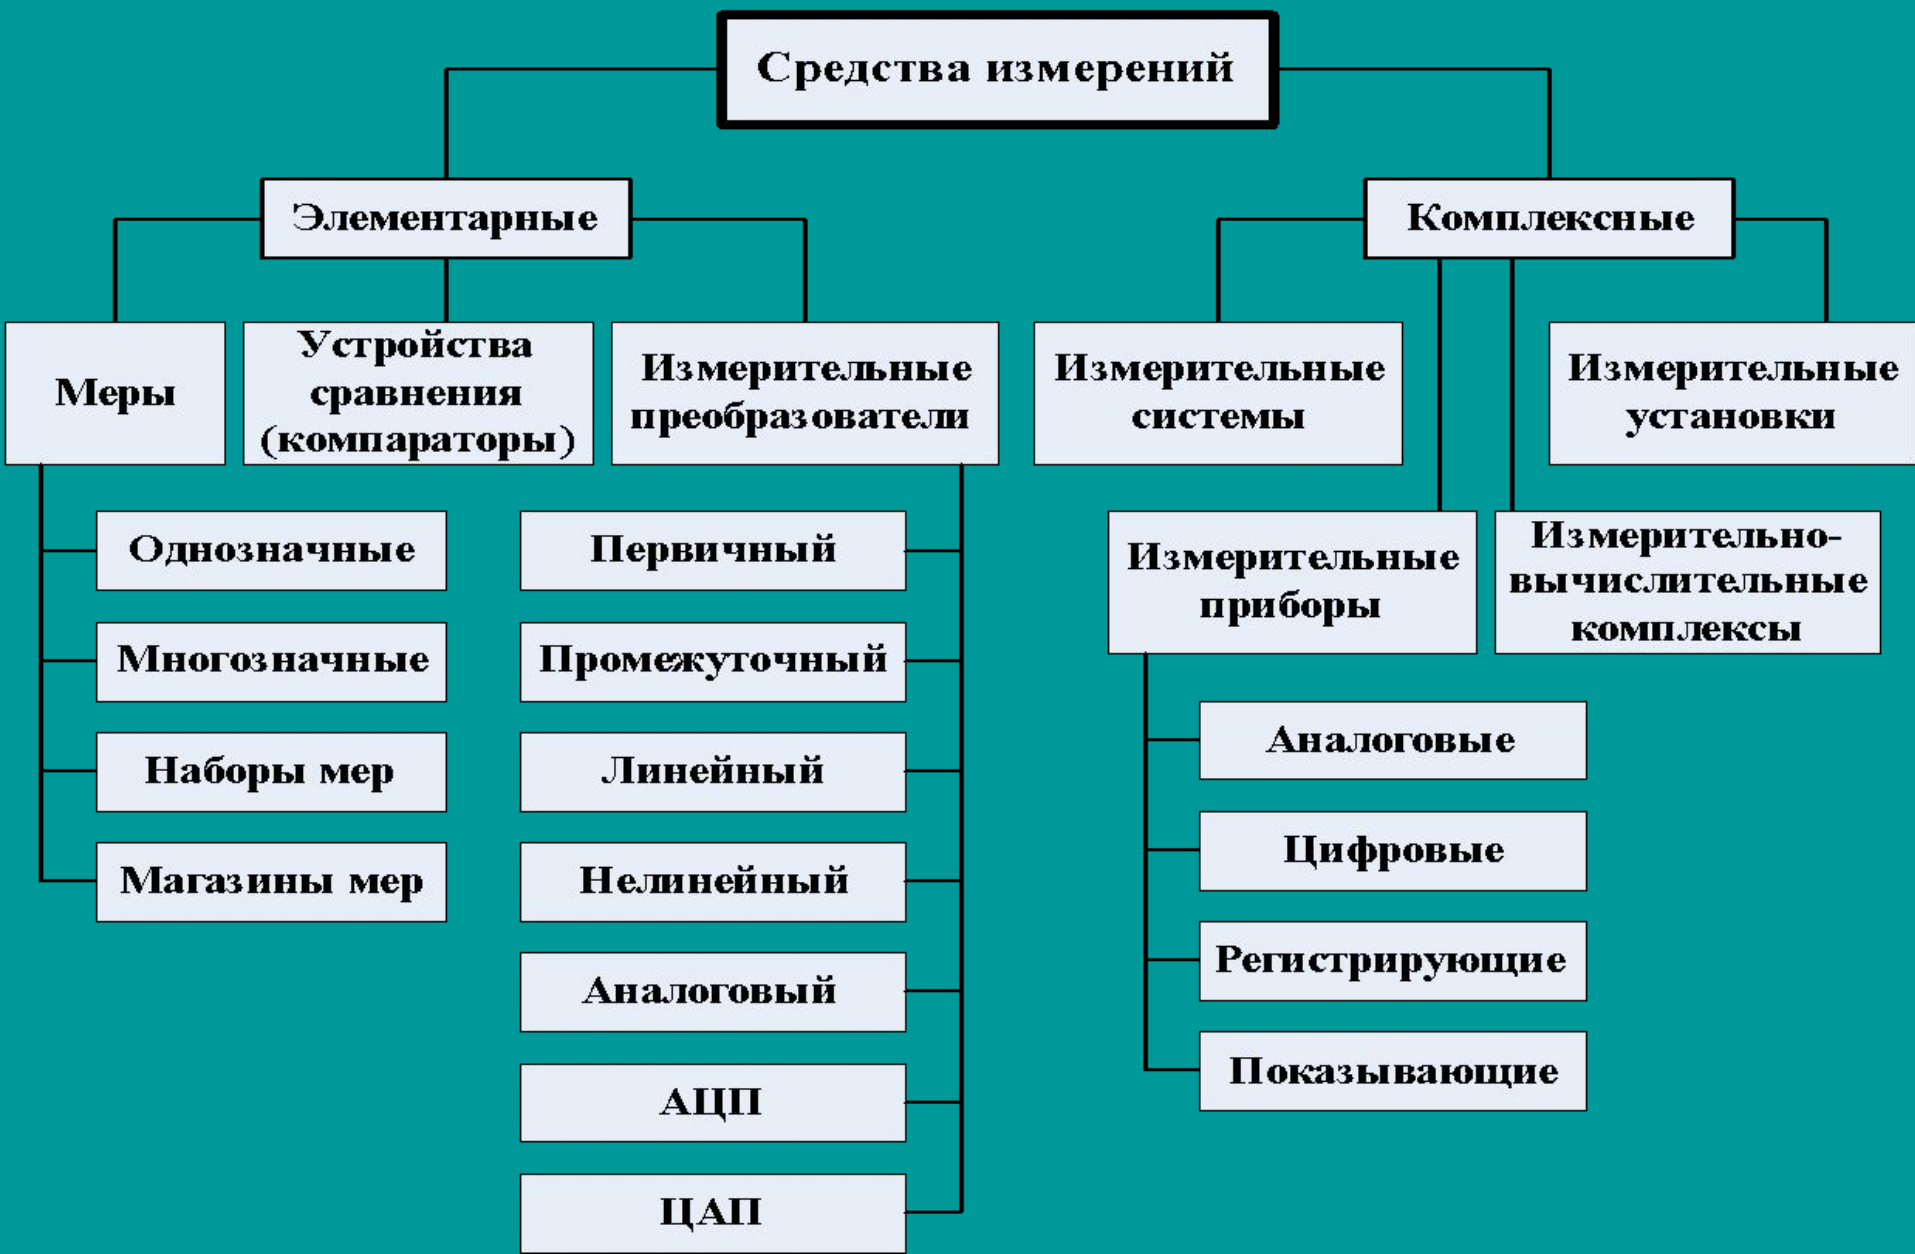 Средства измерений
Элементарные
Комплексные
Меры
Устройства
сравнения
(компараторы)
Измерительные
преобразователи
Измерительные
системы
Измерительные
установки
Однозначные
Многозначные
Наборы мер
Магазины мер
Первичный
Промежуточный
Линейный
Нелинейный
Аналоговый
АЦП
ЦАП
Измерительные
приборы
Измерительно-
вычислительные
комплексы
Аналоговые
Цифровые
Регистрирующие
Показывающие